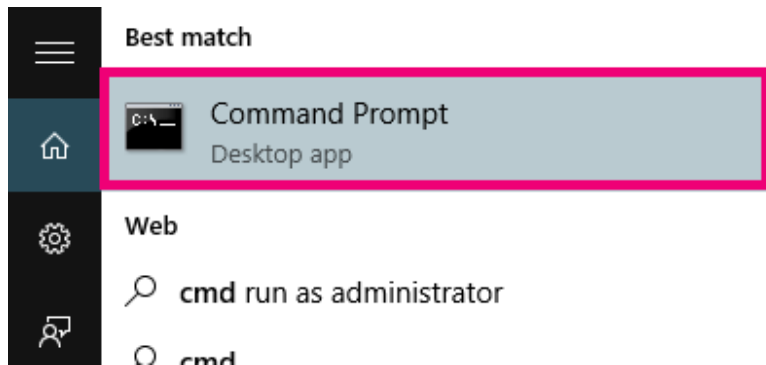 Best match
C:\_
Command Prompt
Desktop app
Web
cmd run as administrator
cmd